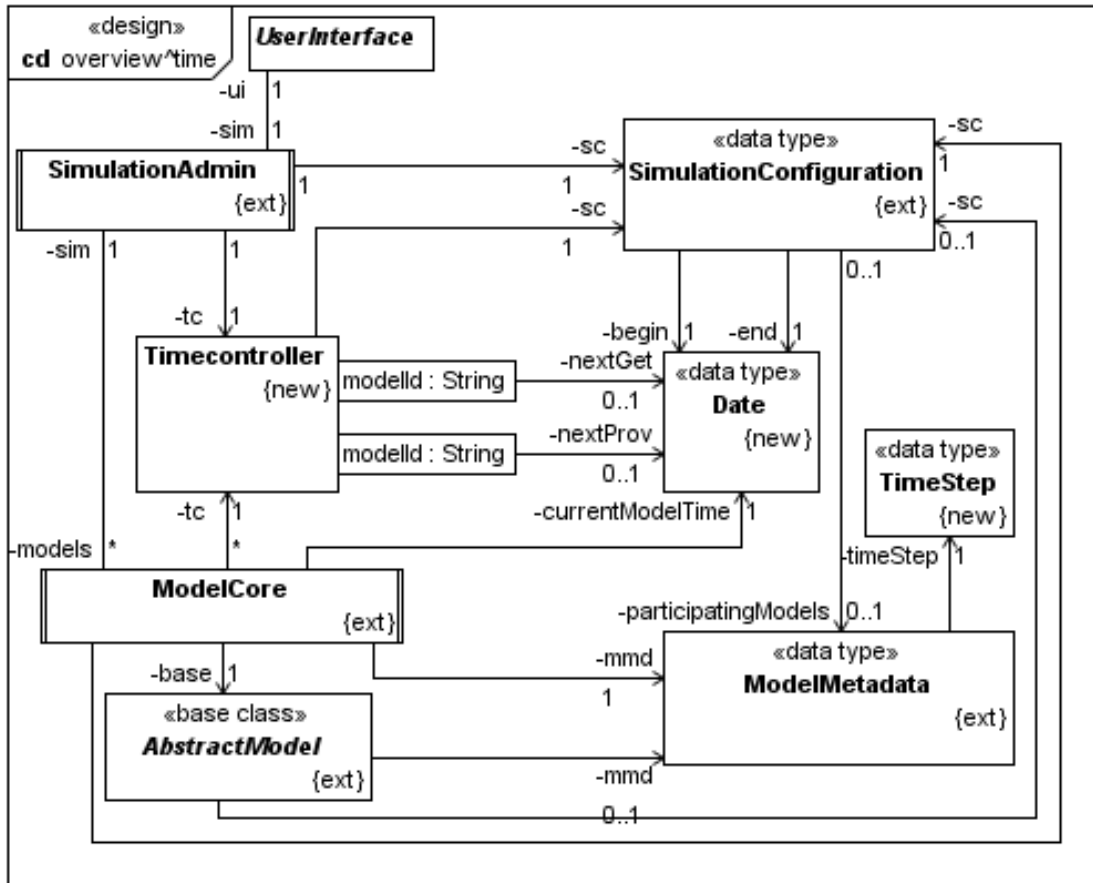 «design»
cd overview^time
UserInterface
-ui 1
-sim 1
SimulationAdmin
{ext}
1
-sc
1
«data type»
SimulationConfiguration
{ext}
-sc
1
-sc
1
-sc
0..1
-sim 1
1
0..1
-tc 1
-begin 1
-end 1
Timecontroller
{new}
modelId : String
-nextGet
0..1
modelId : String
-nextProv
0..1
«data type»
Date
{new}
«data type»
TimeStep
{new}
-tc 1
-currentModelTime 1
-models *
*
-timeStep 1
ModelCore
{ext}
-participatingModels 0..1
-base 1
-mmd
1
«data type»
ModelMetadata
{ext}
«base class»
AbstractModel
{ext}
-mmd
0..1